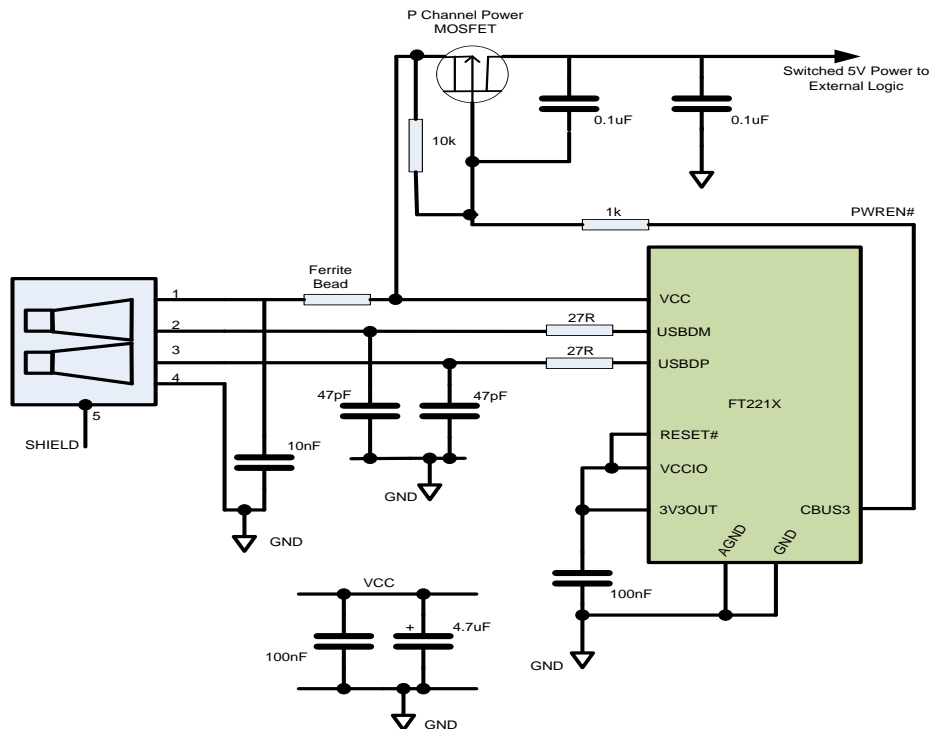 P Channel Power
MOSFET
Switched 5V Power to
External Logic
0.1uF
0.1uF
10k
1k
PWREN#
Ferrite
Bead
1
VCC
2
27R
USBDM
3
27R
USBDP
4
47pF
47pF
FT221X
5
SHIELD
10nF
RESET#
VCCIO
GND
3V3OUT
CBUS3
GND
AGND
GND
VCC
100nF
4.7uF
+
100nF
GND
GND